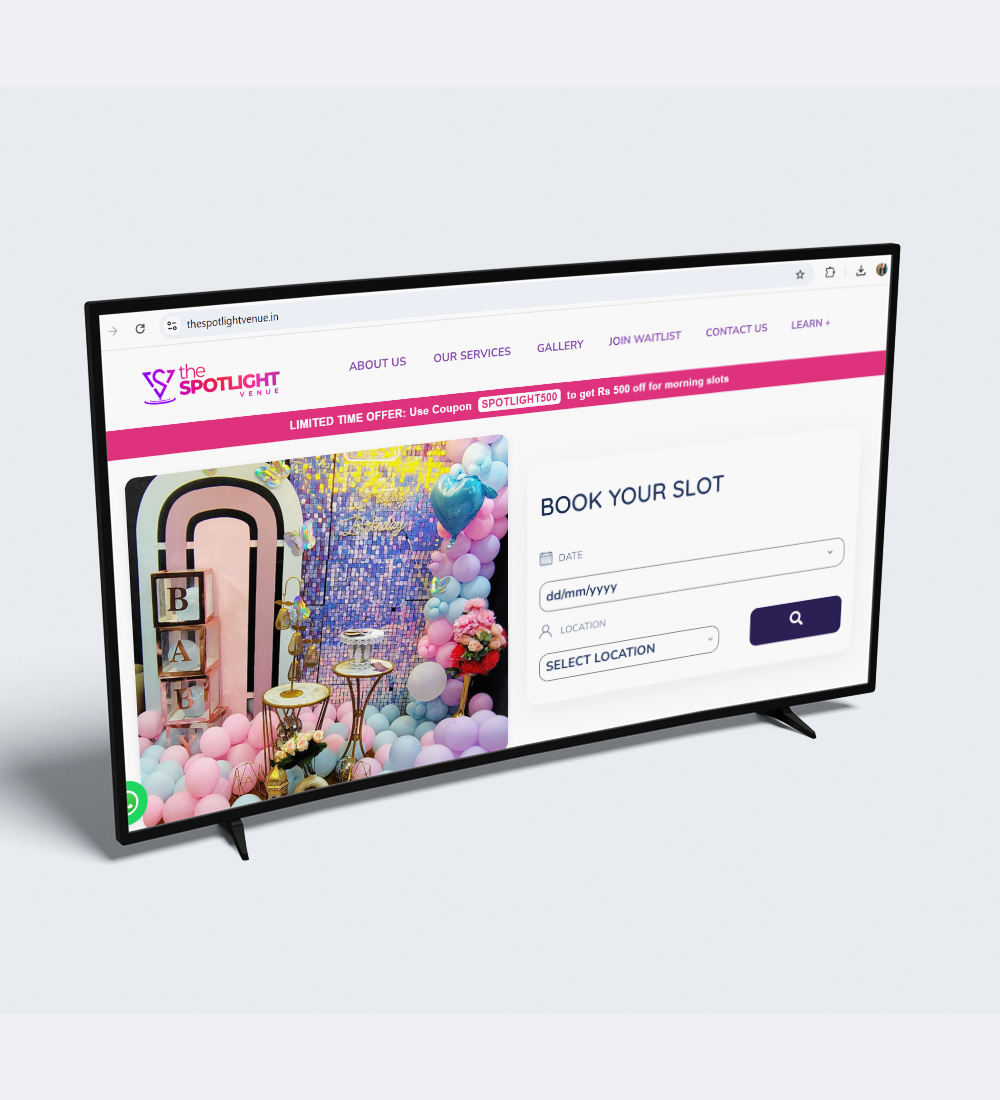 thespotlightvenue.in
the
SPOTLIGHT
VENUE
ABOUT US OUR SERVICES GALLERY JOIN WAITLIST CONTACT US LEARN +
LIMITED TIME OFFER: Use Coupon SPOTLIGHT500 to get Rs 500 off for morning slots
Birthday
B
A
B
Y
BOOK YOUR SLOT
DATE
dd/mm/yyyy
LOCATION
SELECT LOCATION